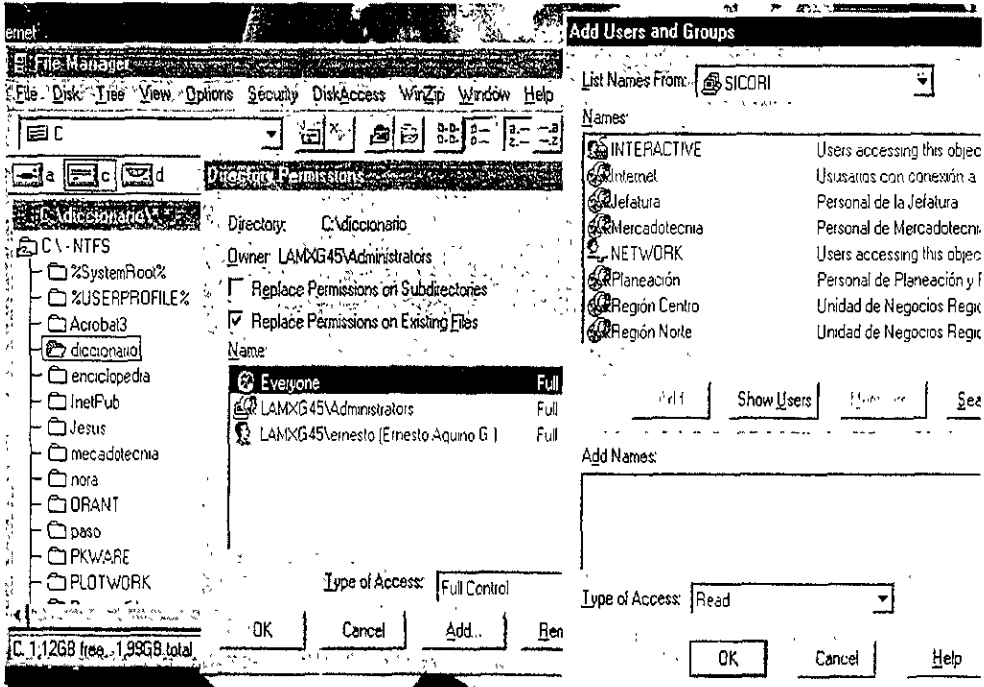 ernet
File Manager
File Disk Tree View Options Security DiskAccess WinZip Window Help
C
a c d
C:\diccionario\*.*
C:\ - NTFS
%SystemRoot%
%USERPROFILE%
Acrobat3
diccionario
enciclopedia
InetPub
Jesus
mecadotecnia
nora
ORANT
paso
PKWARE
PLOTWORK
C: 1,12GB free, 1,99GB total
Directory Permissions
Directory: C:\diccionario
Owner: LAMXG45\Administrators
Replace Permissions on Subdirectories
Replace Permissions on Existing Files
Name:
Everyone Full
LAMXG45\Administrators Full
LAMXG45\ernesto (Ernesto Aquino G.) Full
Type of Access: Full Control
OK Cancel Add... Ren
Add Users and Groups
List Names From: SICORI
Names:
INTERACTIVE Users accessing this objec
Internet Ususarios con conexión a
Jefatura Personal de la Jefatura
Mercadotecnia Personal de Mercadotecni
NETWORK Users accessing this objec
Planeación Personal de Planeación y
Región Centro Unidad de Negocios Regio
Región Norte Unidad de Negocios Regio
Add Show Users Sea
Add Names:
Type of Access: Read
OK Cancel Help